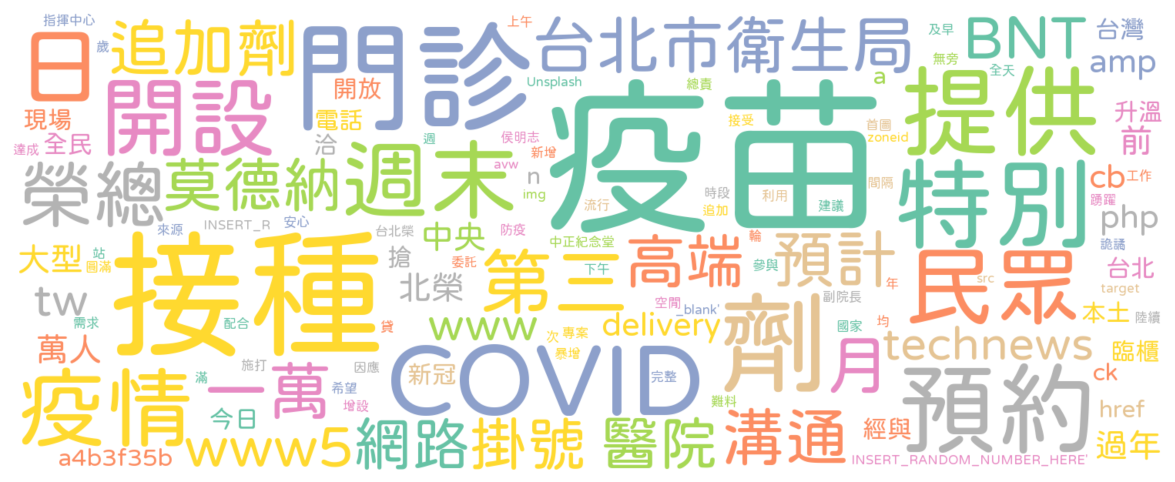 指揮中心
歲
日
追加劑
門診
上午
台北市衛生局
及早
BNT
台灣
無旁
全天
amp
開設
開放
Unsplash
總責
a
提供
現場
全民
達成
電話
洽
週
侯明志
新增
疫苗
接受
首圖
zoneid
升溫
前
榮總
莫德納
週末
avw
n
img
流行
時段
追加
利用
建議
間隔
特別
cb
工作
踴躍
php
來源
INSERT_R
安心
台北榮
中央
防疫
中正紀念堂
輪
跪譎
大型
站
圓滿
接種
搶
委託
第三
下午
高端
參與
預計
年
民眾
src
台北
target
tw
需求
配合
北榮
空閒
_blank'
副院長
本土
陸續
萬人
貸
www
次
專案
暴增
delivery
劑
國家
均
月
technews
臨櫃
疫情
滿
施打
一萬
因應
希望
增設
COVID
新冠
完整
難料
預約
ck
href
今日
a4b3f35b
www5
網路
掛號
醫院
溝通
經與
過年
INSERT_RANDOM_NUMBER_HERE'